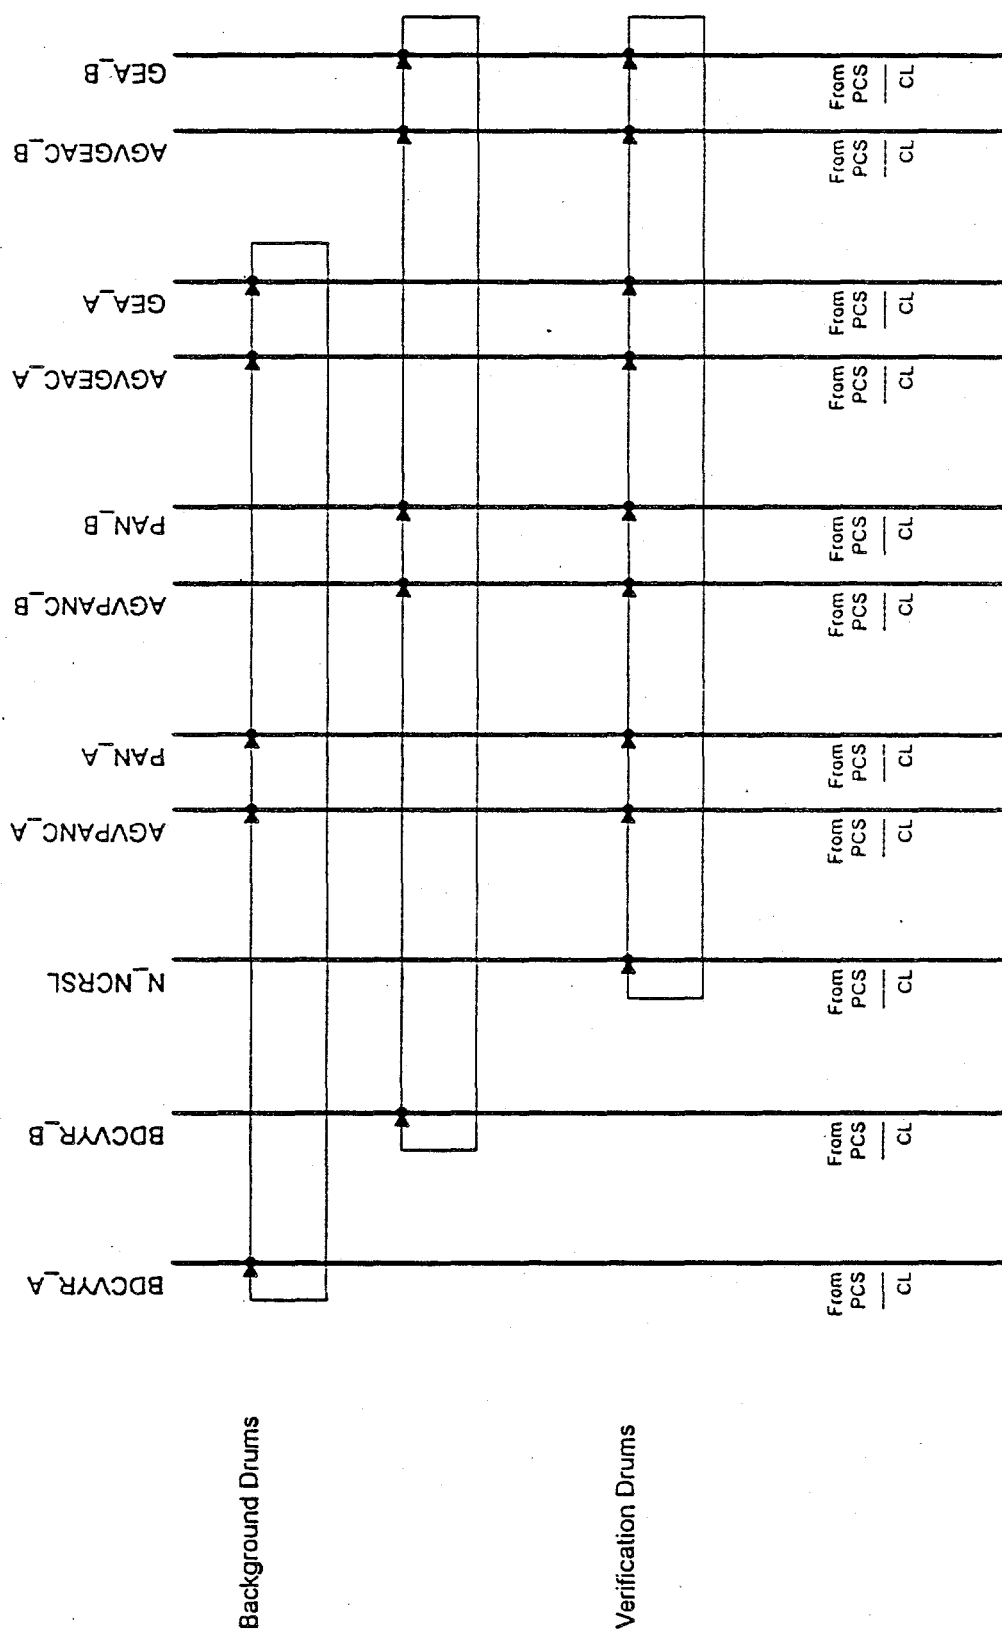 GEA_B
AGVGEAC_B
GEA_A
AGVGEAC_A
PAN_B
AGVPANC_B
PAN_A
AGVPANC_A
N_NCRSL
BDCVYR_B
BDCVYR_A
Background Drums
Verification Drums
From
PCS
CL
From
PCS
CL
From
PCS
CL
From
PCS
CL
From
PCS
CL
From
PCS
CL
From
PCS
CL
From
PCS
CL
From
PCS
CL
From
PCS
CL
From
PCS
CL